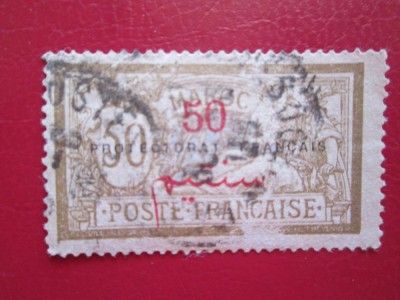 MAROC
50
50
PROTECTORAT FRANÇAIS
سنتيم
POSTE FRANÇAISE